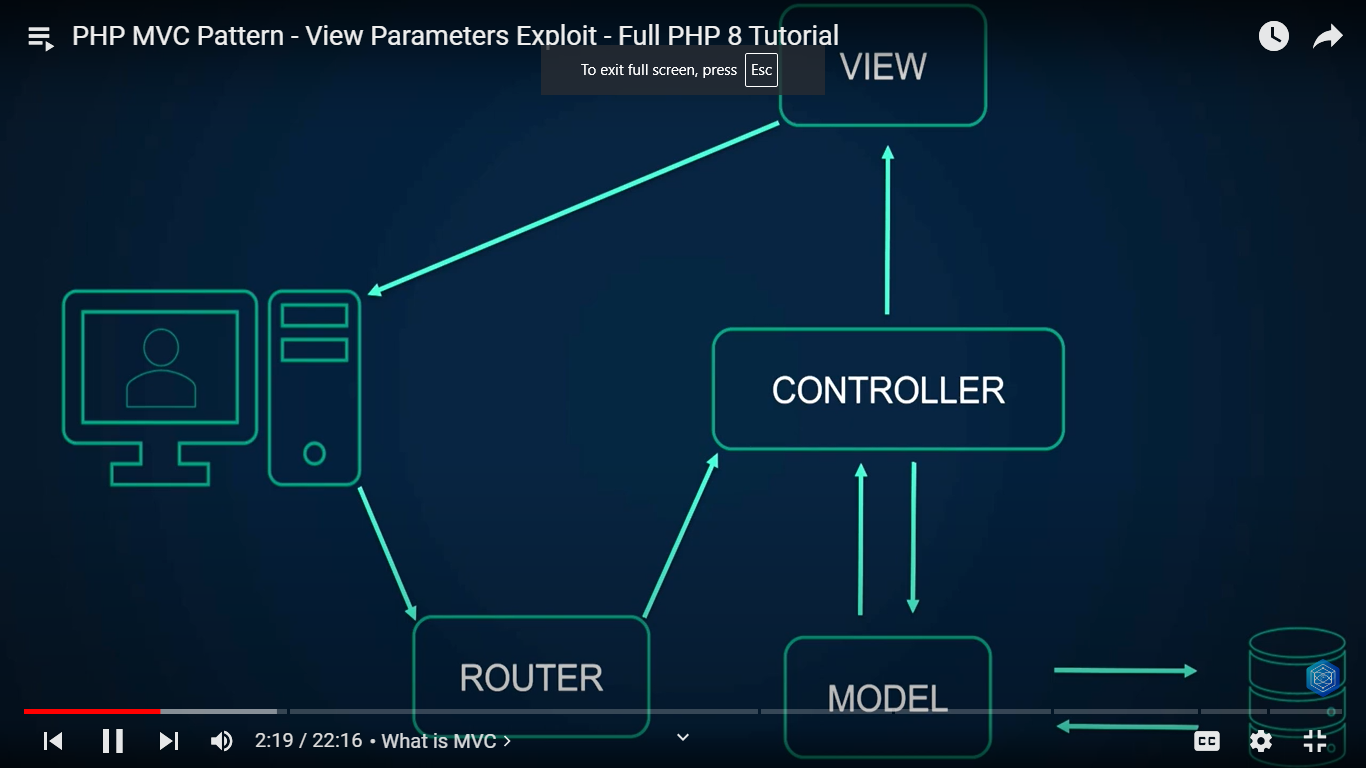 PHP MVC Pattern - View Parameters Exploit - Full PHP 8 Tutorial
To exit full screen, press Esc
VIEW
CONTROLLER
ROUTER
MODEL
2:19 / 22:16 • What is MVC >
CC